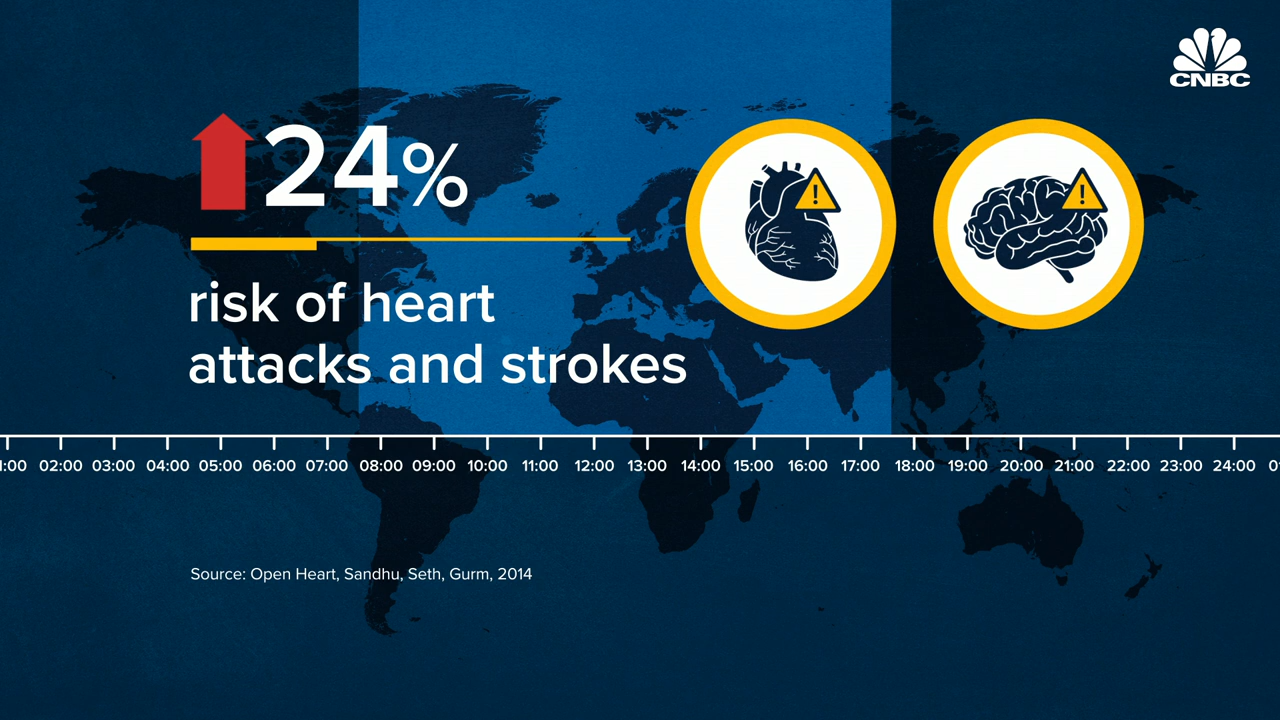 CNBC
24%
risk of heart
attacks and strokes
!
!
1:00 02:00 03:00 04:00 05:00 06:00 07:00 08:00 09:00 10:00 11:00 12:00 13:00 14:00 15:00 16:00 17:00 18:00 19:00 20:00 21:00 22:00 23:00 24:00 0
Source: Open Heart, Sandhu, Seth, Gurm, 2014